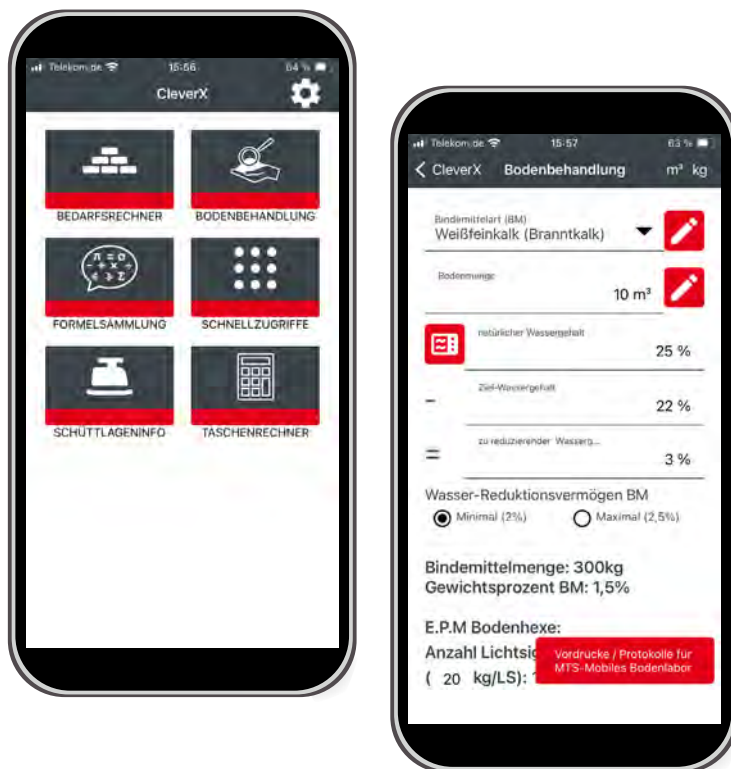 Telekom.de 15:56 64 %
CleverX
BEDARFSRECHNER BODENBEHANDLUNG
FORMELSAMMLUNG SCHNELLZUGRIFFE
SCHÜTTLAGENINFO TASCHENRECHNER
Telekom.de 15:57 63 %
CleverX Bodenbehandlung m³ kg
Bindemittelart (BM)
Weißfeinkalk (Branntkalk)
Bodenmenge
10 m³
natürlicher Wassergehalt
25 %
Ziel-Wassergehalt
– 22 %
zu reduzierender Wasserg...
= 3 %
Wasser-Reduktionsvermögen BM
Minimal (2%) Maximal (2,5%)
Bindemittelmenge: 300kg
Gewichtsprozent BM: 1,5%
E.P.M Bodenhexe:
Anzahl
( 20 kg/LS):
Vordrucke / Protokolle für
MTS-Mobiles Bodenlabor